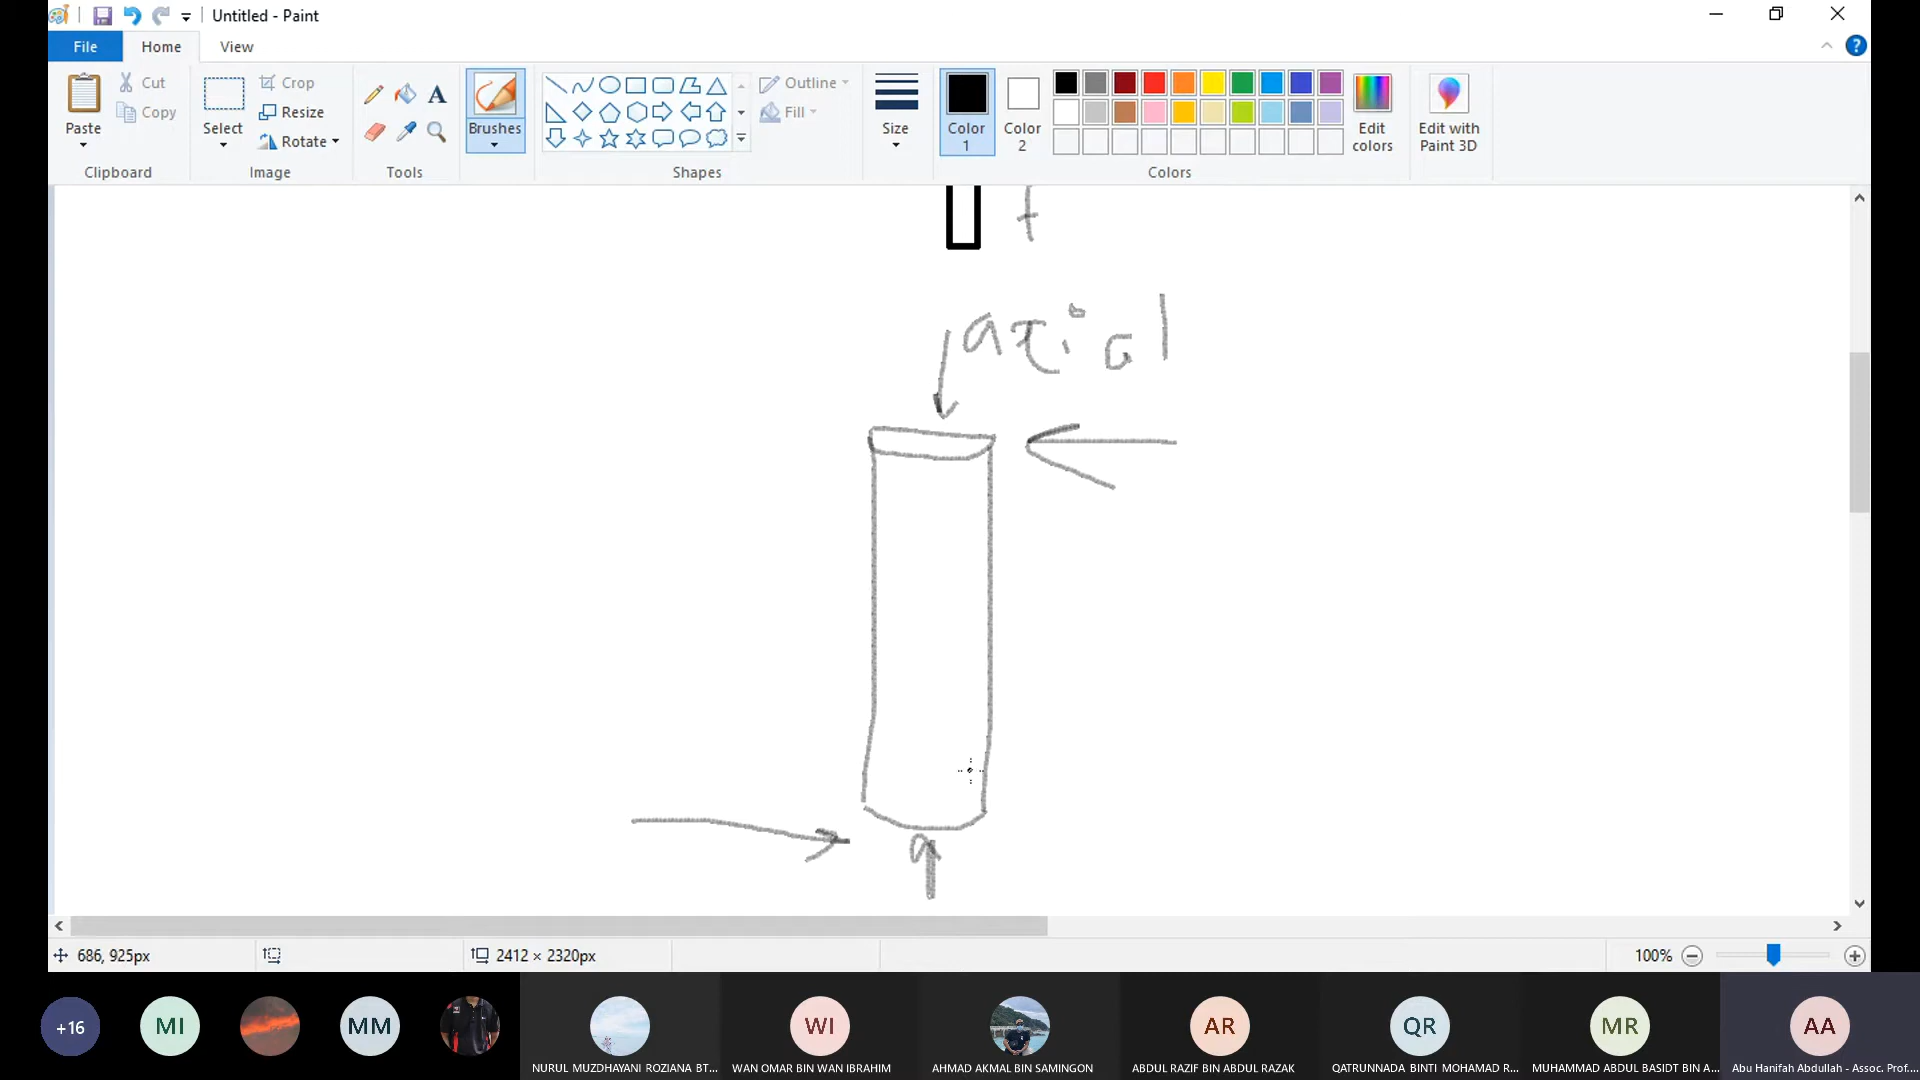 Untitled - Paint
File Home View
Cut
Copy
Paste
Clipboard
Select
Crop
Resize
Rotate
Image
A
Tools
Brushes
Shapes
Outline
Fill
Size
Color 1
Color 2
Colors
Edit colors
Edit with Paint 3D
axial
686, 925px
2412 × 2320px
100%
+16
MI
MM
WI
AR
QR
MR
AA
NURUL MUZDHAYANI ROZIANA BT...
WAN OMAR BIN WAN IBRAHIM
AHMAD AKMAL BIN SAMINGON
ABDUL RAZIF BIN ABDUL RAZAK
QATRUNNADA BINTI MOHAMAD R...
MUHAMMAD ABDUL BASIDT BIN A...
Abu Hanifah Abdullah - Assoc. Prof....